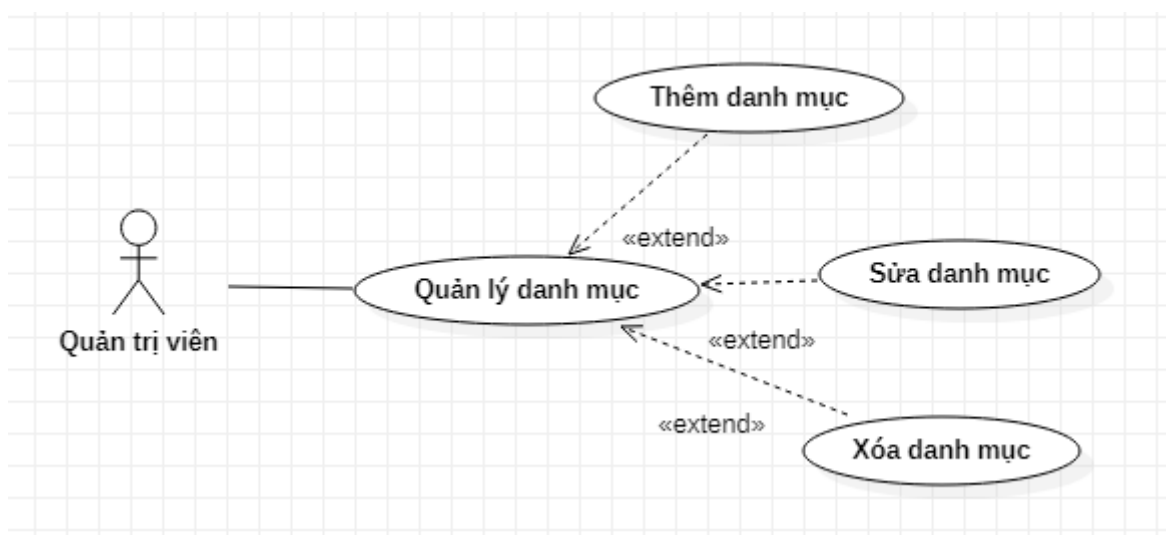 Thêm danh mục
«extend»
Sửa danh mục
Quản lý danh mục
Quản trị viên
«extend»
«extend»
Xóa danh mục